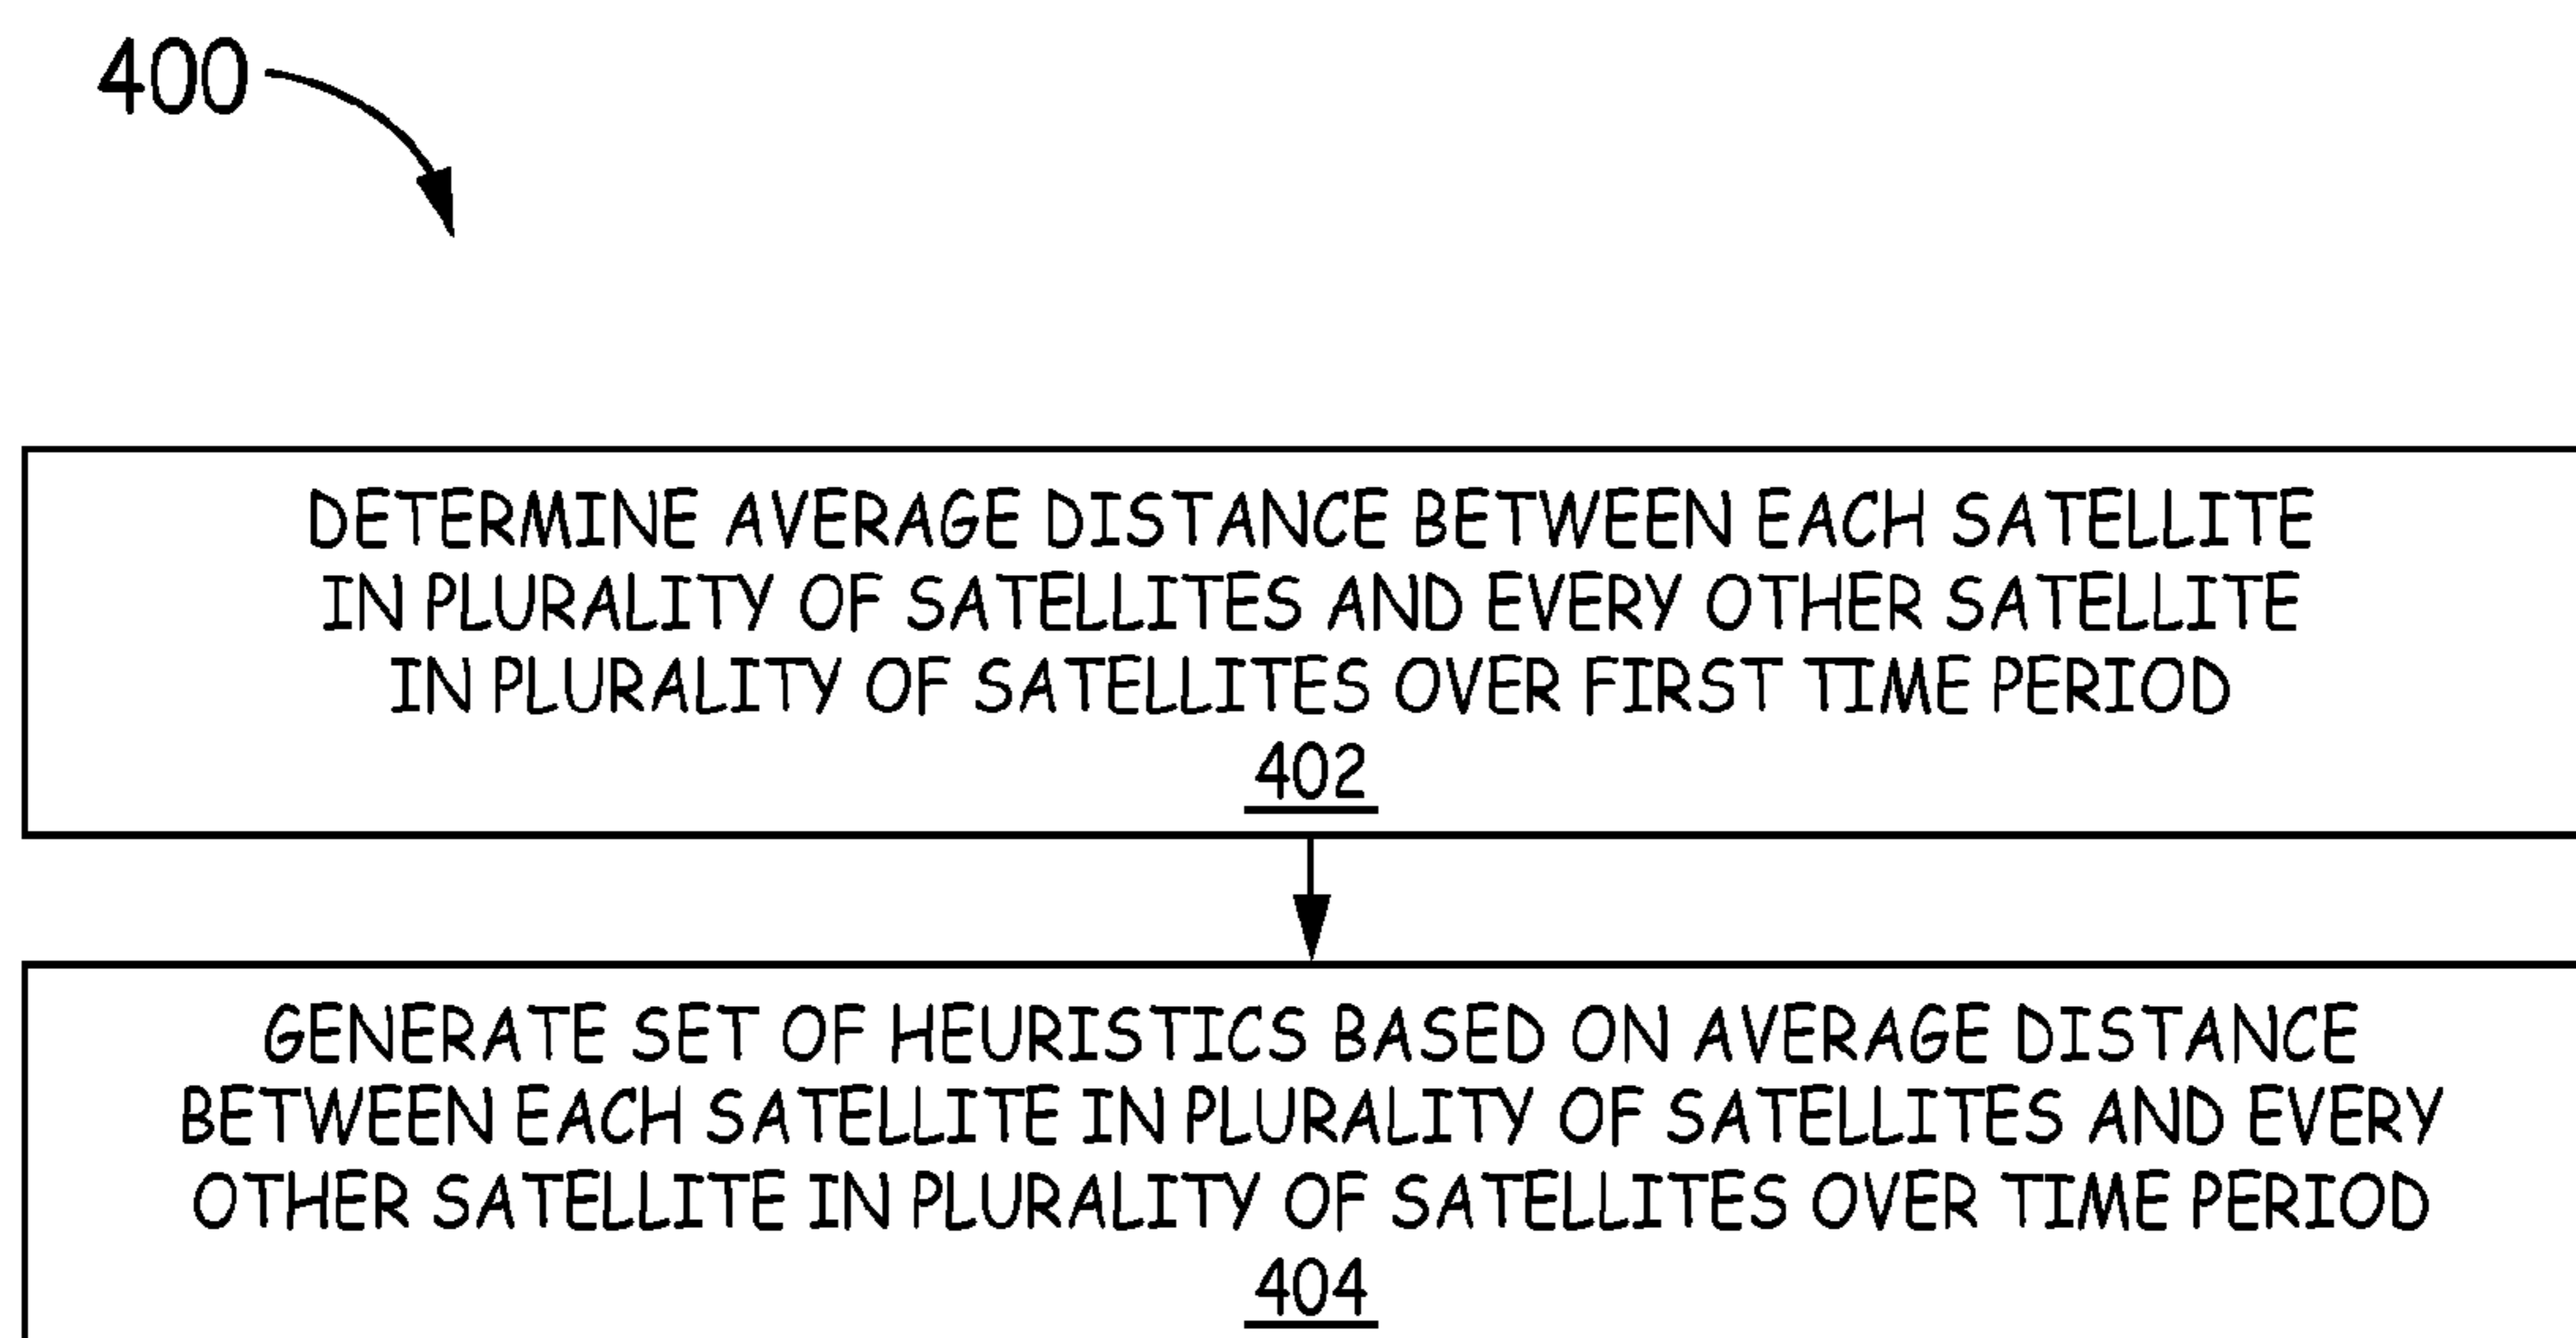 400
DETERMINE AVERAGE DISTANCE BETWEEN EACH SATELLITE
IN PLURALITY OF SATELLITES AND EVERY OTHER SATELLITE
IN PLURALITY OF SATELLITES OVER FIRST TIME PERIOD
402
GENERATE SET OF HEURISTICS BASED ON AVERAGE DISTANCE
BETWEEN EACH SATELLITE IN PLURALITY OF SATELLITES AND EVERY
OTHER SATELLITE IN PLURALITY OF SATELLITES OVER TIME PERIOD
404